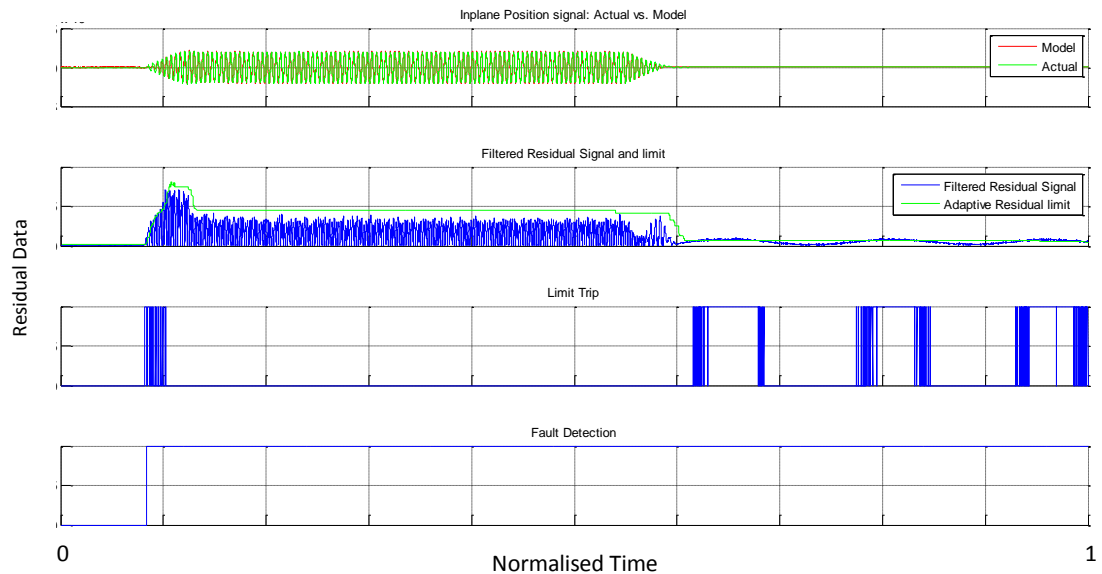 Inplane Position signal: Actual vs. Model
Model
Actual
Filtered Residual Signal and limit
Filtered Residual Signal
Adaptive Residual limit
Residual Data
Limit Trip
Fault Detection
0
1
Normalised Time